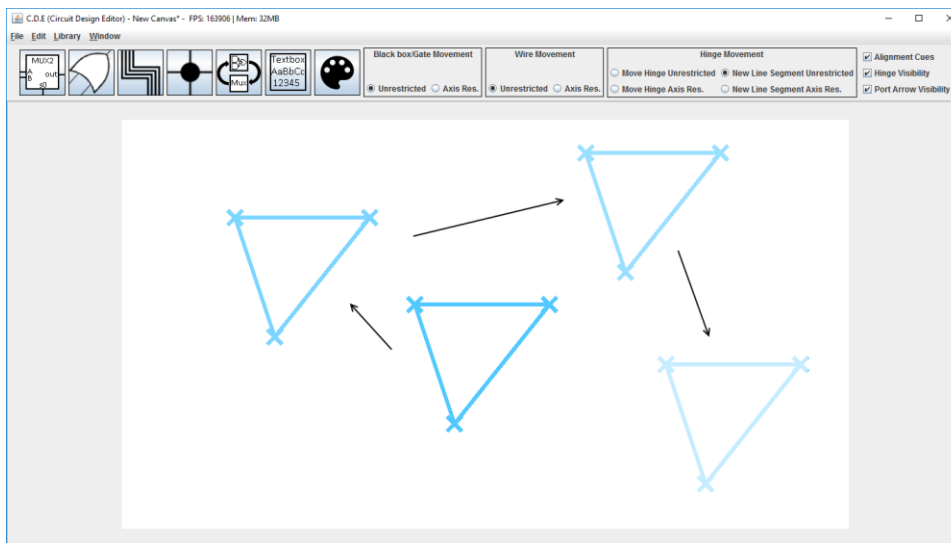 C.D.E (Circuit Design Editor) - New Canvas* - FPS: 163906 | Mem: 32MB
File Edit Library Window
MUX2
A
B
out
s0
Mux
Textbox
AaBbCc
12345
Black box/Gate Movement
Unrestricted Axis Res.
Wire Movement
Unrestricted Axis Res.
Hinge Movement
Move Hinge Unrestricted New Line Segment Unrestricted
Move Hinge Axis Res. New Line Segment Axis Res.
Alignment Cues
Hinge Visibility
Port Arrow Visibility